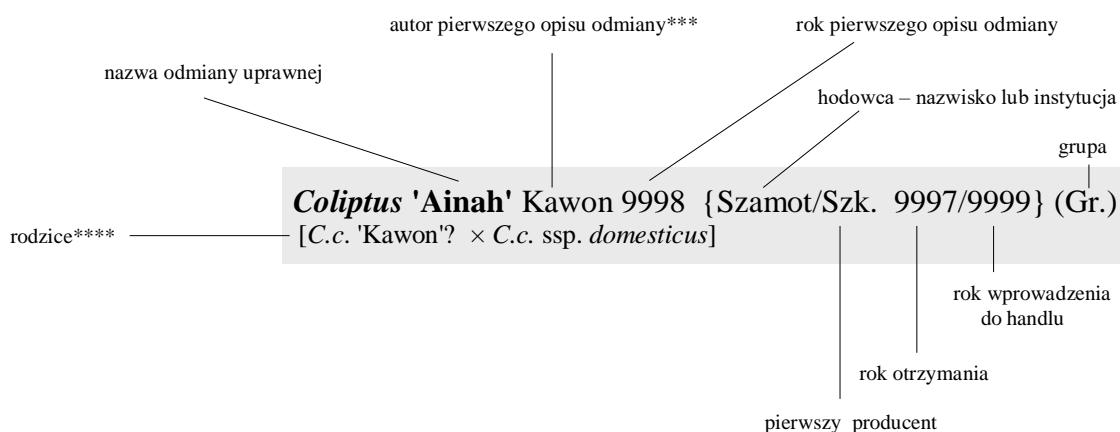 autor pierwszego opisu odmiany***
rok pierwszego opisu odmiany
nazwa odmiany uprawnej
hodowca – nazwisko lub instytucja
grupa
Coliptus 'Ainah' Kawon 9998 {Szamot/Szk. 9997/9999} (Gr.)
rodzice****
[C.c. 'Kawon'? × C.c. ssp. domesticus]
rok wprowadzenia
do handlu
rok otrzymania
pierwszy producent